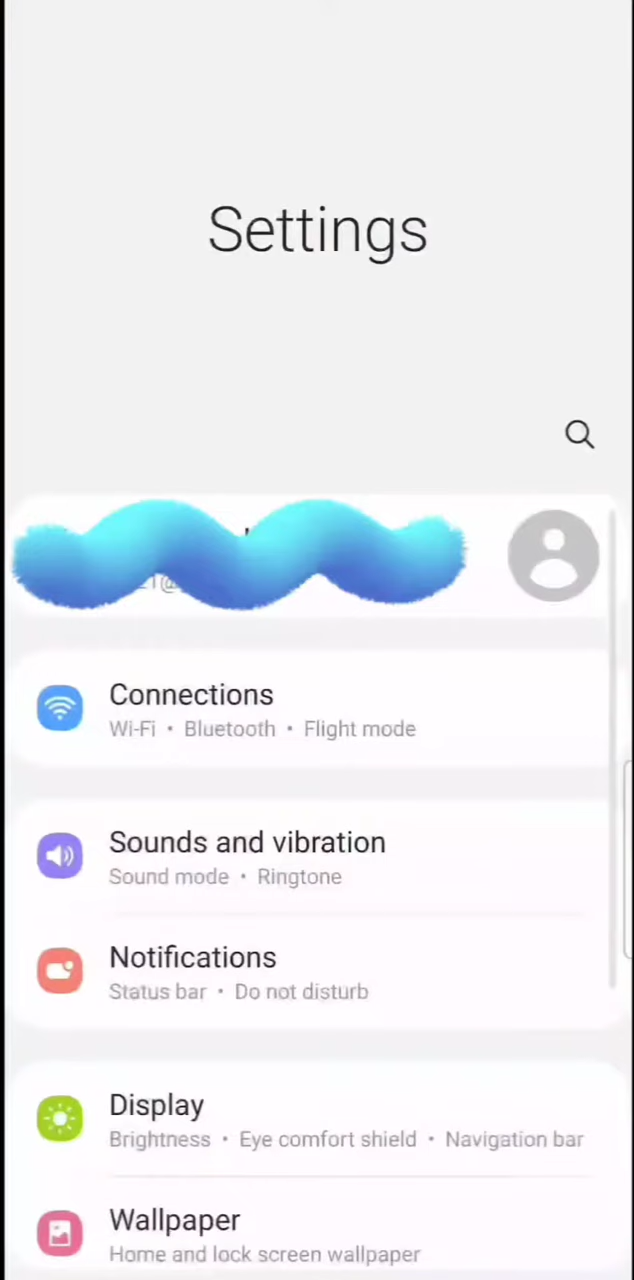 Settings
Connections
Wi-Fi • Bluetooth • Flight mode
Sounds and vibration
Sound mode • Ringtone
Notifications
Status bar • Do not disturb
Display
Brightness • Eye comfort shield • Navigation bar
Wallpaper
Home and lock screen wallpaper